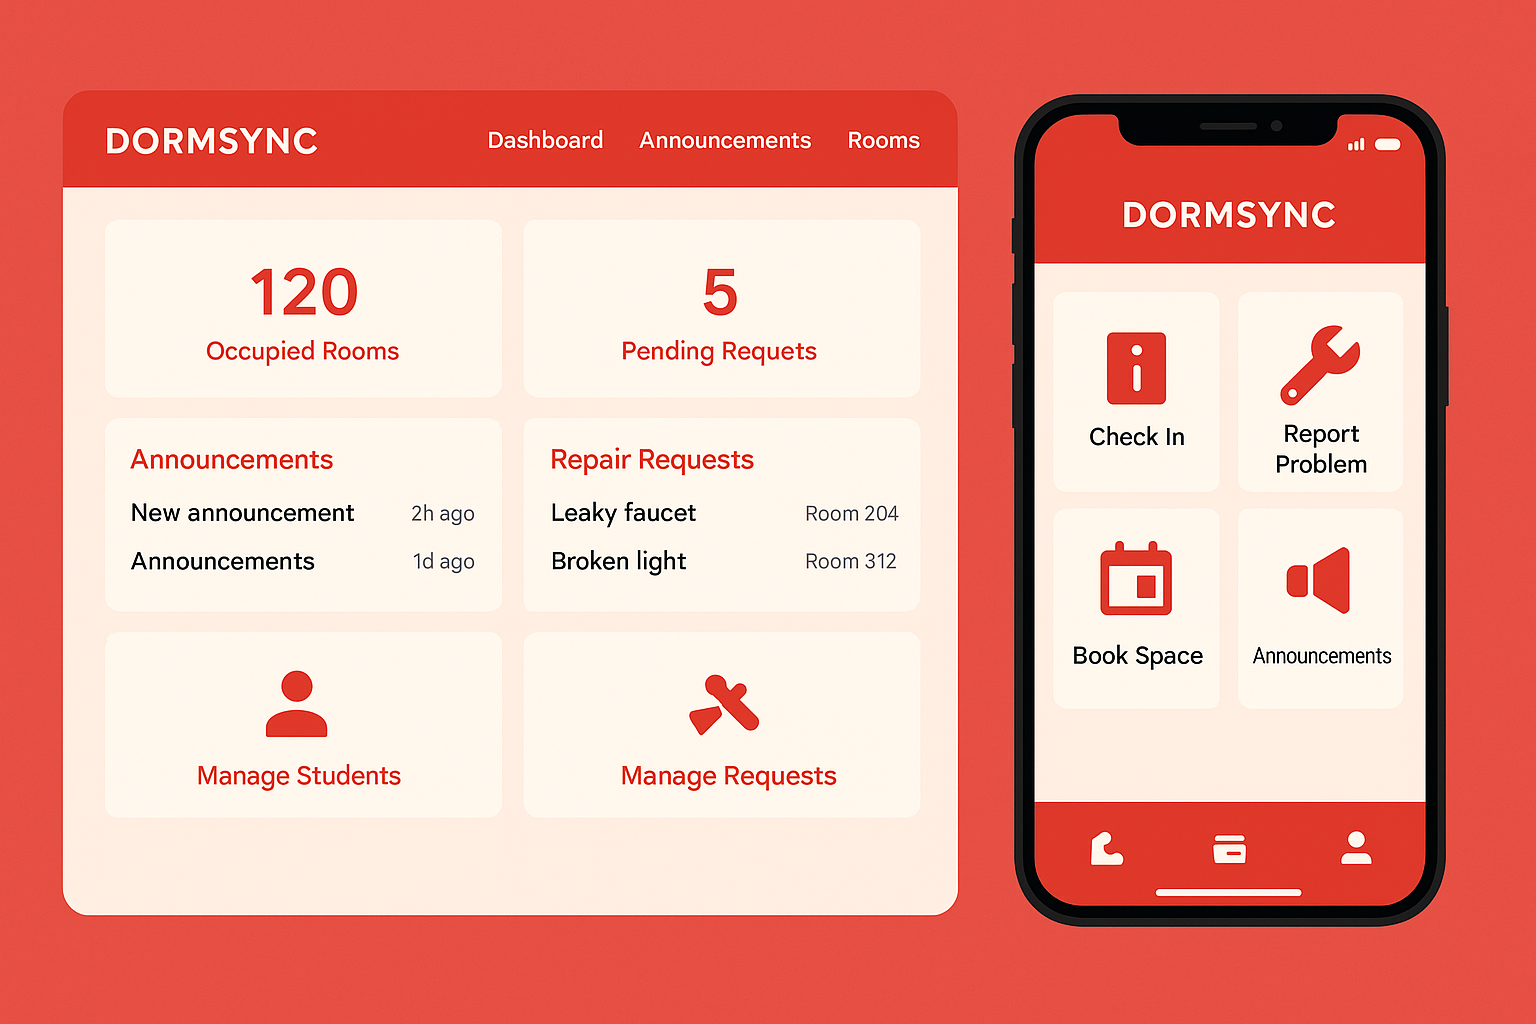 DORMSYNC
Dashboard Announcements Rooms
120
Occupied Rooms
5
Pending Requets
Announcements
New announcement 2h ago
Announcements 1d ago
Repair Requests
Leaky faucet Room 204
Broken light Room 312
Manage Students
Manage Requests
DORMSYNC
Check In
Report
Problem
Book Space
Announcements